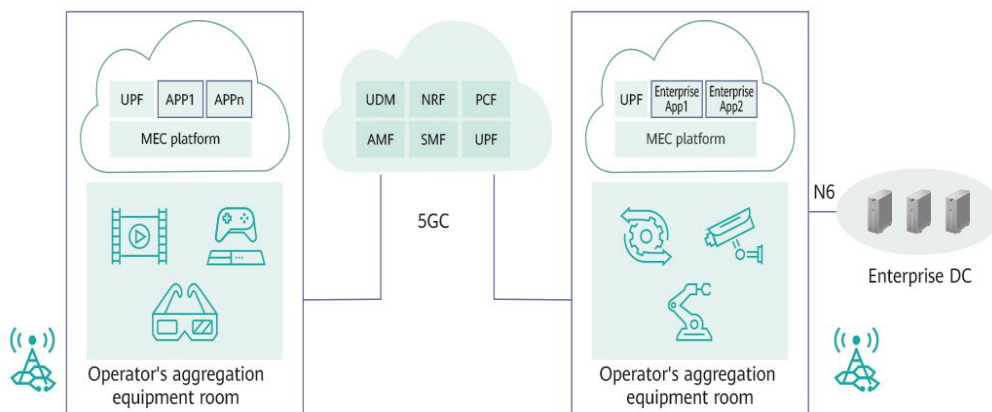 UPF APP1 APPn
MEC platform
Operator's aggregation
equipment room
UDM NRF PCF
AMF SMF UPF
5GC
UPF Enterprise App1 Enterprise App2
MEC platform
Operator's aggregation
equipment room
N6
Enterprise DC